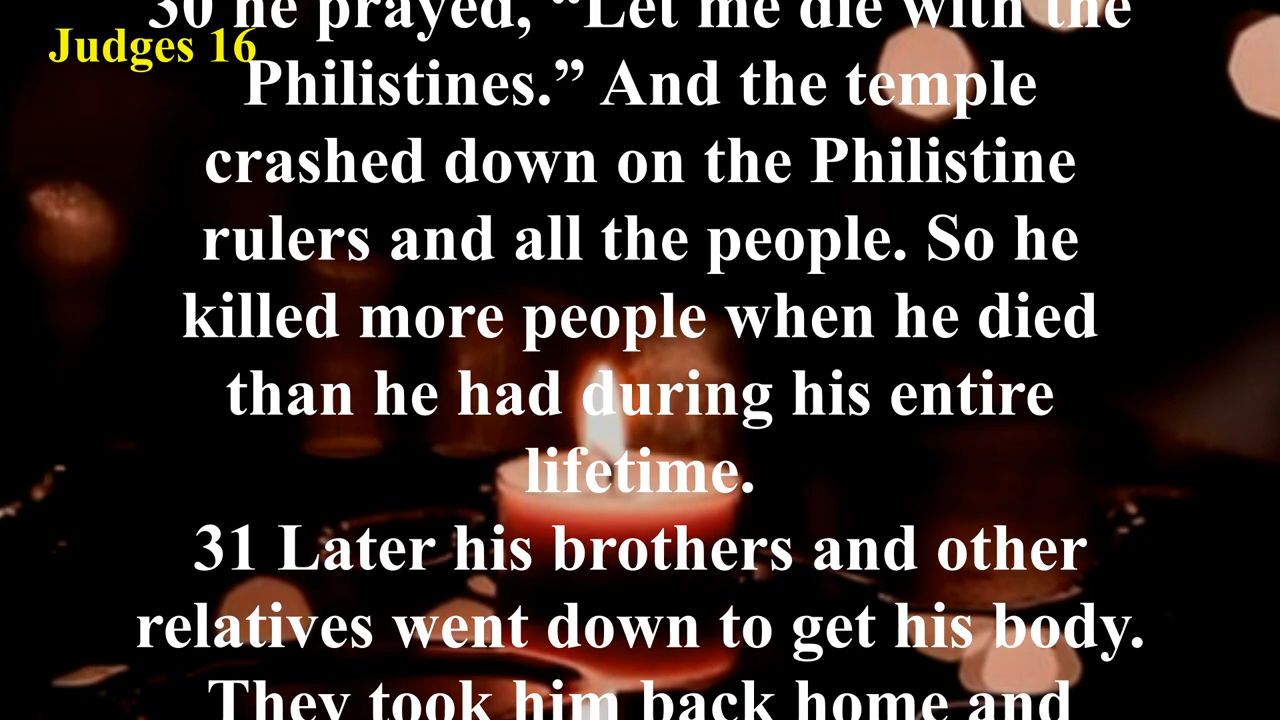 30 he prayed, “Let me die with the
Judges 16
Philistines.” And the temple
crashed down on the Philistine
rulers and all the people. So he
killed more people when he died
than he had during his entire
lifetime.
31 Later his brothers and other
relatives went down to get his body.
They took him back home and